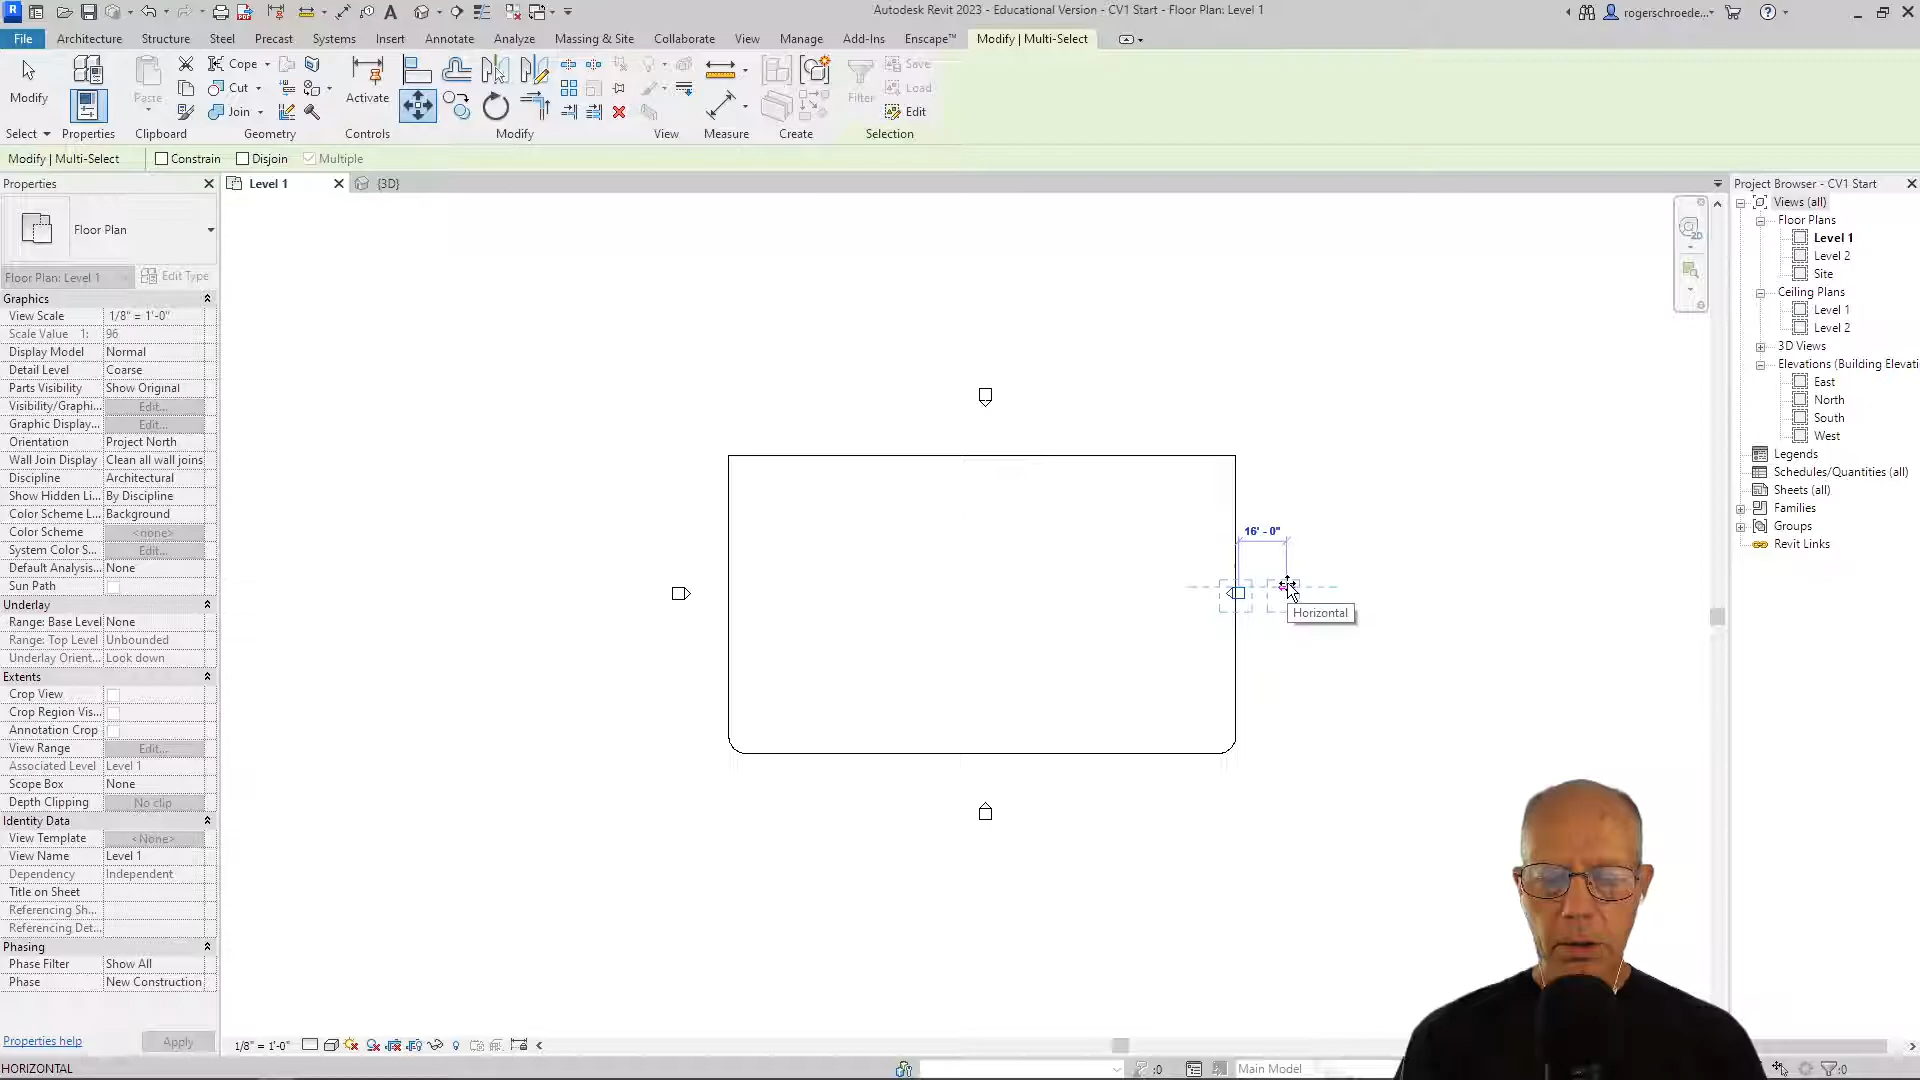 Autodesk Revit 2023 - Educational Version - CV1 Start - Floor Plan: Level 1
rogerschroede...
File Architecture Structure Steel Precast Systems Insert Annotate Analyze Massing & Site Collaborate View Manage Add-Ins Enscape™ Modify | Multi-Select
Cope Save
Modify Paste Cut Activate Filter Load
Join Edit
Select Properties Clipboard Geometry Controls Modify View Measure Create Selection
Modify | Multi-Select Constrain Disjoin Multiple
Properties
Level 1
{3D}
Floor Plan
Floor Plan: Level 1 Edit Type
Graphics
View Scale 1/8" = 1'-0"
Scale Value 1: 96
Display Model Normal
Detail Level Coarse
Parts Visibility Show Original
Visibility/Graphi... Edit...
Graphic Display... Edit...
Orientation Project North
Wall Join Display Clean all wall joins
Discipline Architectural
Show Hidden Li... By Discipline
Color Scheme L... Background
Color Scheme <none>
System Color S... Edit...
Default Analysis... None
Sun Path
Underlay
Range: Base Level None
Range: Top Level Unbounded
Underlay Orient... Look down
Extents
Crop View
Crop Region Vis...
Annotation Crop
View Range Edit...
Associated Level Level 1
Scope Box None
Depth Clipping No clip
Identity Data
View Template <None>
View Name Level 1
Dependency Independent
Title on Sheet
Referencing Sh...
Referencing Det...
Phasing
Phase Filter Show All
Phase New Construction
Properties help Apply
16' - 0"
Horizontal
Project Browser - CV1 Start
Views (all)
Floor Plans
Level 1
Level 2
Site
Ceiling Plans
Level 1
Level 2
3D Views
Elevations (Building Elevati
East
North
South
West
Legends
Schedules/Quantities (all)
Sheets (all)
Families
Groups
Revit Links
1/8" = 1'-0"
HORIZONTAL
:0
Main Model
:0